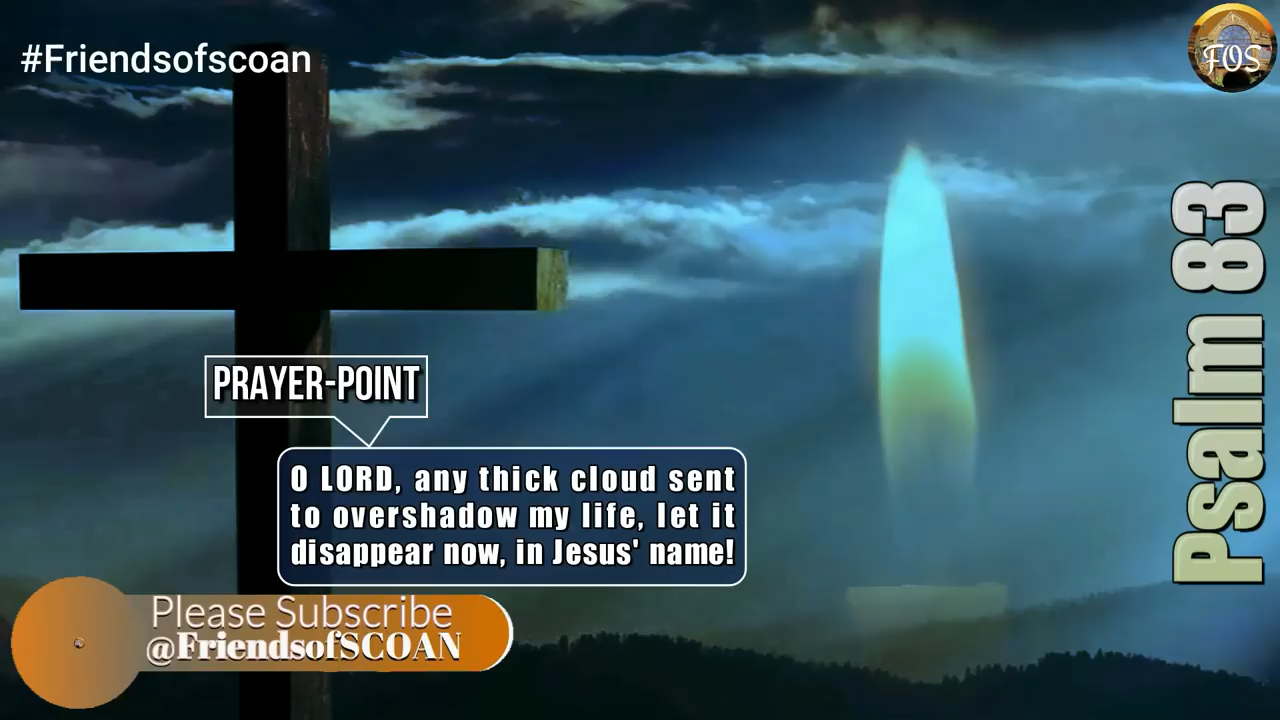 #Friendsofscoan
FOS
Psalm 83
PRAYER-POINT
O LORD, any thick cloud sent
to overshadow my life, let it
disappear now, in Jesus' name!
Please Subscribe
@FriendsofSCOAN